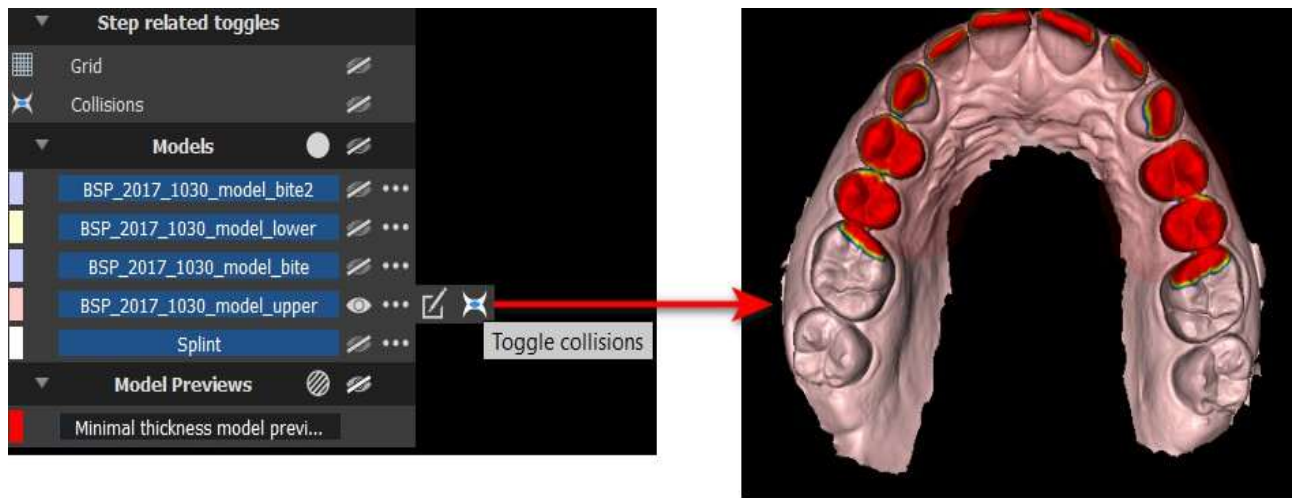 Step related toggles
Grid
Collisions
Models
BSP_2017_1030_model_bite2
BSP_2017_1030_model_lower
BSP_2017_1030_model_bite
BSP_2017_1030_model_upper
Toggle collisions
Splint
Model Previews
Minimal thickness model previ...